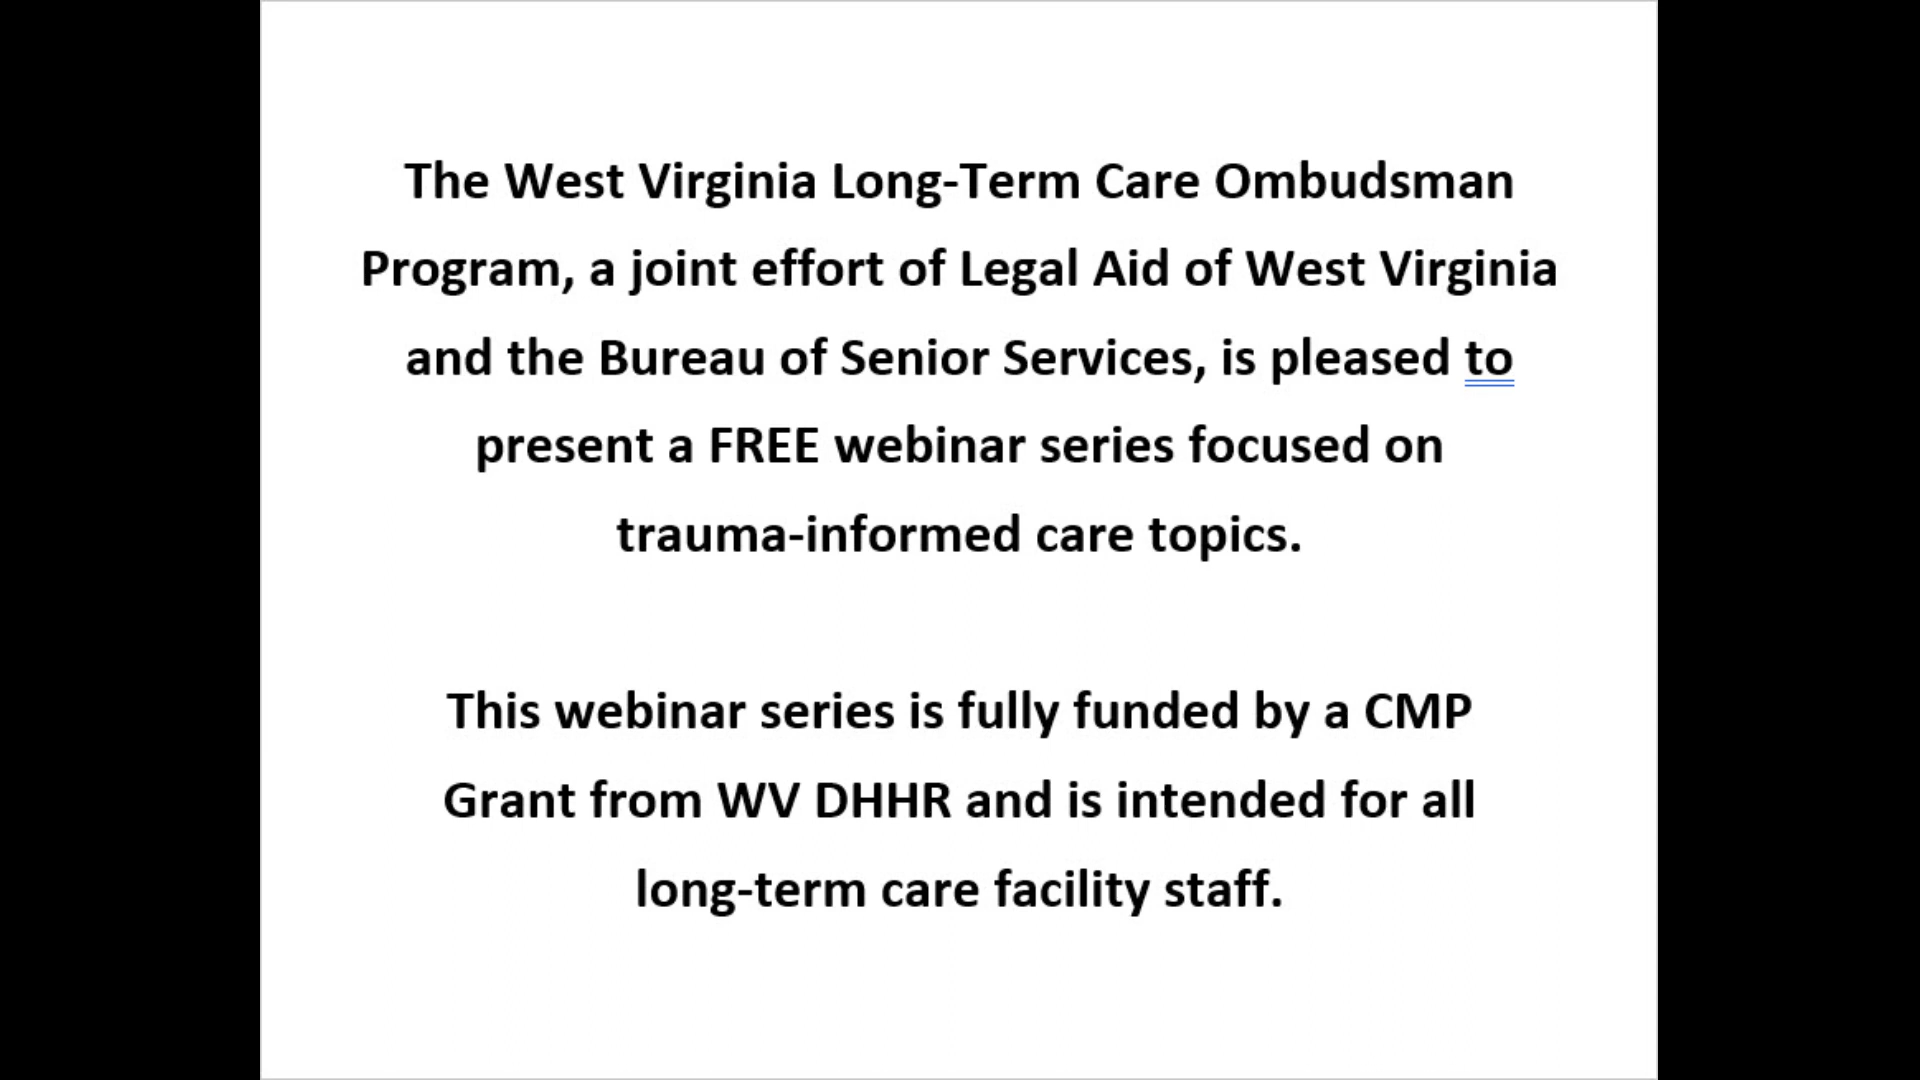 The West Virginia Long-Term Care Ombudsman
Program, a joint effort of Legal Aid of West Virginia
and the Bureau of Senior Services, is pleased to
present a FREE webinar series focused on
trauma-informed care topics.
This webinar series is fully funded by a CMP
Grant from WV DHHR and is intended for all
long-term care facility staff.